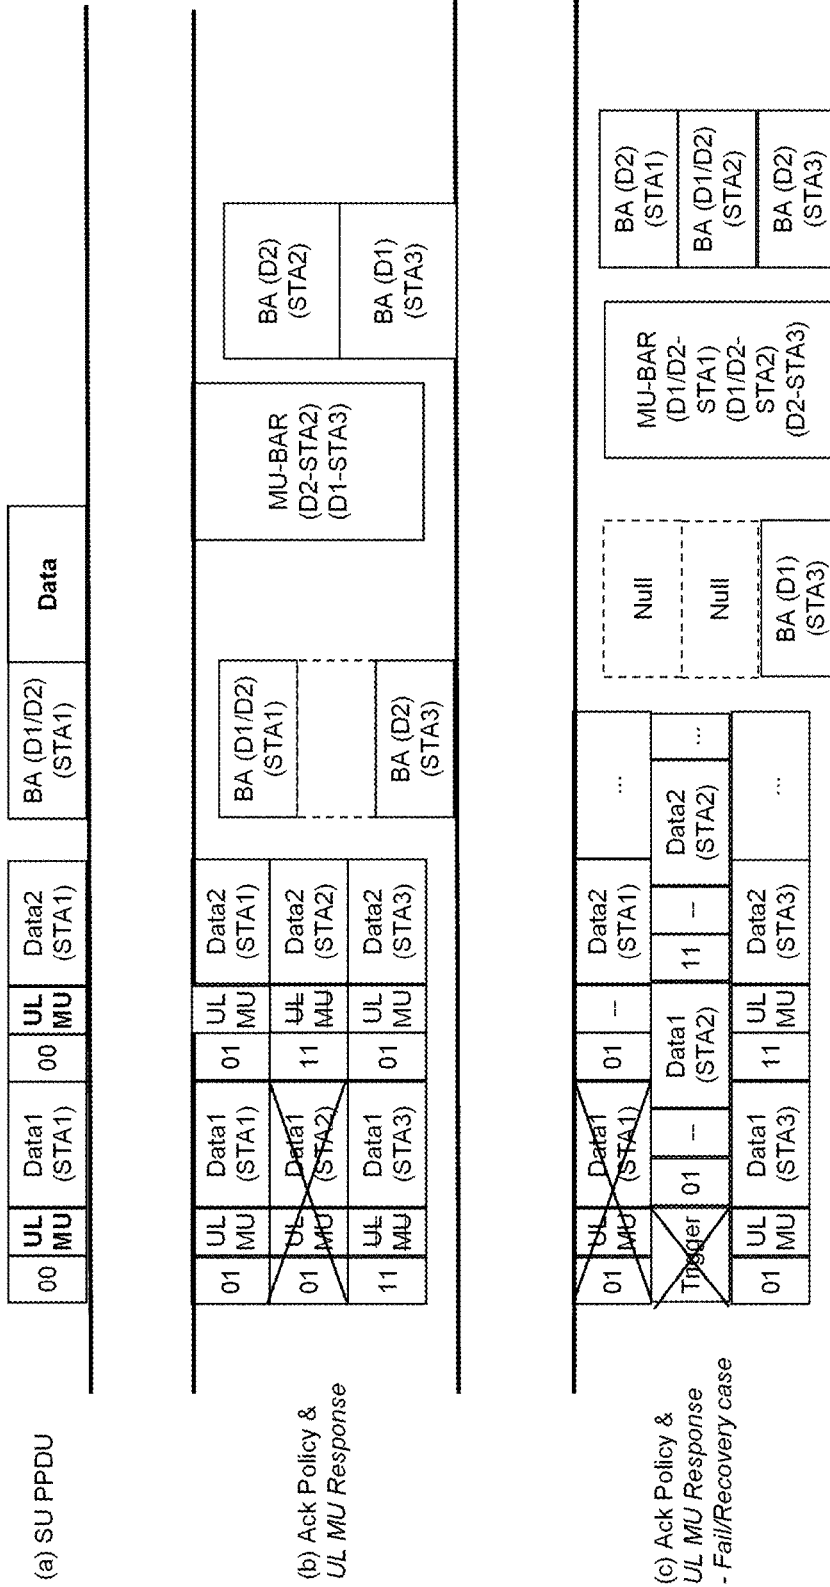 (a) SU PPDU
00
UL
MU
Data1
(STA1)
00
UL
MU
Data2
(STA1)
BA (D1/D2)
(STA1)
Data
(b) Ack Policy &
UL MU Response
01
UL
MU
Data1
(STA1)
01
UL
MU
Data2
(STA1)
01
UL
MU
Data1
(STA2)
11
UL
MU
Data2
(STA2)
11
UL
MU
Data1
(STA3)
01
UL
MU
Data2
(STA3)
BA (D1/D2)
(STA1)
BA (D2)
(STA3)
MU-BAR
(D2-STA2)
(D1-STA3)
BA (D2)
(STA2)
BA (D1)
(STA3)
(c) Ack Policy &
UL MU Response
- Fail/Recovery case
01
UL
MU
Data1
(STA1)
01
--
Data2
(STA1)
...
Trigger
01
--
Data1
(STA2)
11
--
Data2
(STA2)
...
01
UL
MU
Data1
(STA3)
11
UL
MU
Data2
(STA3)
...
Null
Null
BA (D1)
(STA3)
MU-BAR
(D1/D2-
STA1)
(D1/D2-
STA2)
(D2-STA3)
BA (D2)
(STA1)
BA (D1/D2)
(STA2)
BA (D2)
(STA3)